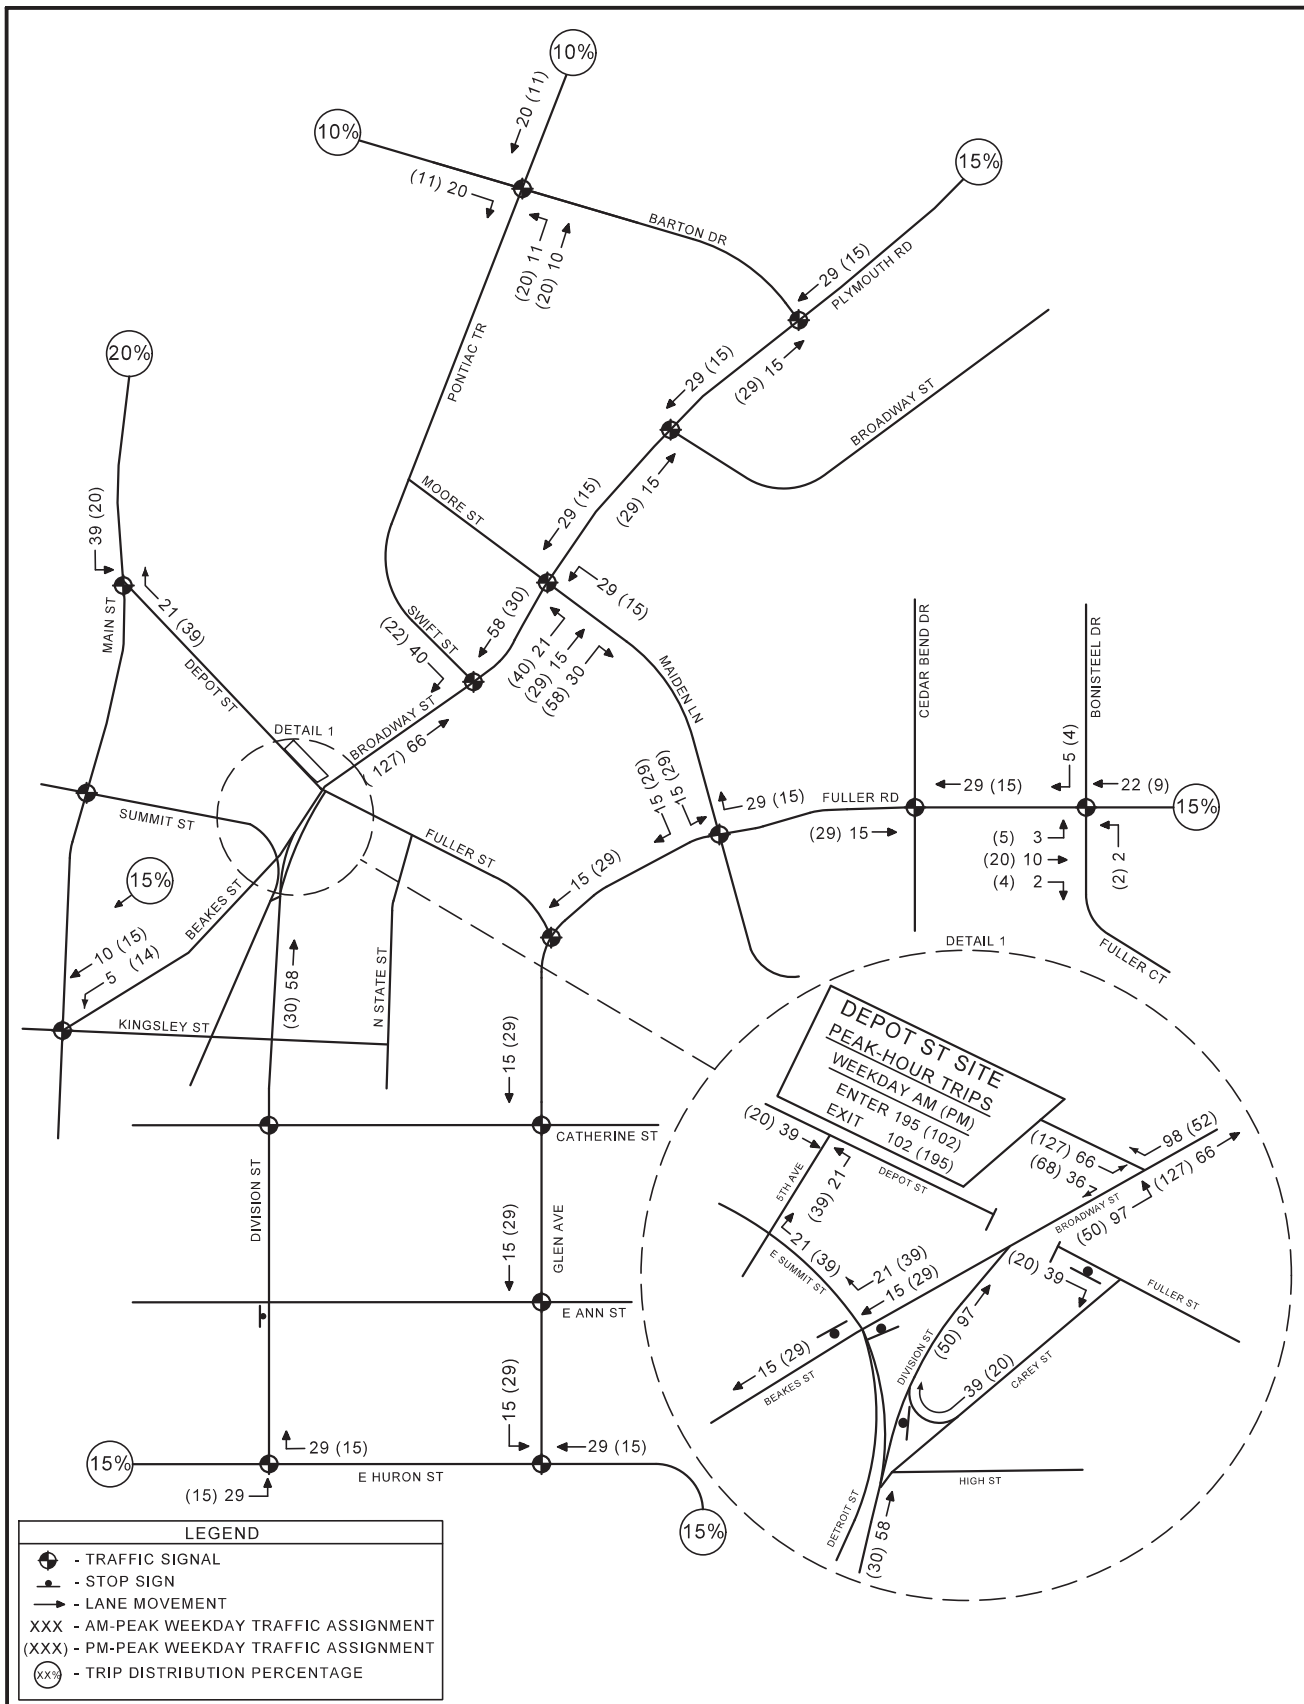 10%
20 (11)
10%
(11) 20
15%
BARTON DR
(20) 11
(20) 10
29 (15)
PLYMOUTH RD
PONTIAC TR
20%
29 (15)
(29) 15
BROADWAY ST
MOORE ST
29 (15)
(29) 15
39 (20)
21 (39)
MAIN ST
DEPOT ST
SWIFT ST
(22) 40
58 (30)
29 (15)
(40) 21
(29) 15
(58) 30
MAIDEN LN
CEDAR BEND DR
BONISTEEL DR
DETAIL 1
BROADWAY ST
(127) 66
15 (29)
15 (29)
29 (15)
FULLER RD
29 (15)
5 (4)
22 (9)
15%
(29) 15
(5) 3
(20) 10
(4) 2
(2) 2
SUMMIT ST
FULLER ST
15%
BEAKES ST
15 (29)
10 (15)
5 (14)
(30) 58
N STATE ST
KINGSLEY ST
FULLER CT
DETAIL 1
15 (29)
CATHERINE ST
DIVISION ST
15 (29)
GLEN AVE
E ANN ST
15 (29)
29 (15)
29 (15)
15%
E HURON ST
(15) 29
15%
DEPOT ST SITE
PEAK-HOUR TRIPS
WEEKDAY AM (PM)
ENTER 195 (102)
EXIT 102 (195)
(20) 39
5TH AVE
(39) 21
DEPOT ST
(127) 66
(68) 36
98 (52)
(127) 66
BROADWAY ST
(50) 97
21 (39)
E SUMMIT ST
21 (39)
15 (29)
(20) 39
FULLER ST
15 (29)
BEAKES ST
DIVISION ST
(50) 97
39 (20)
CAREY ST
HIGH ST
DETROIT ST
(30) 58
LEGEND
- TRAFFIC SIGNAL
- STOP SIGN
- LANE MOVEMENT
XXX - AM-PEAK WEEKDAY TRAFFIC ASSIGNMENT
(XXX) - PM-PEAK WEEKDAY TRAFFIC ASSIGNMENT
XX% - TRIP DISTRIBUTION PERCENTAGE